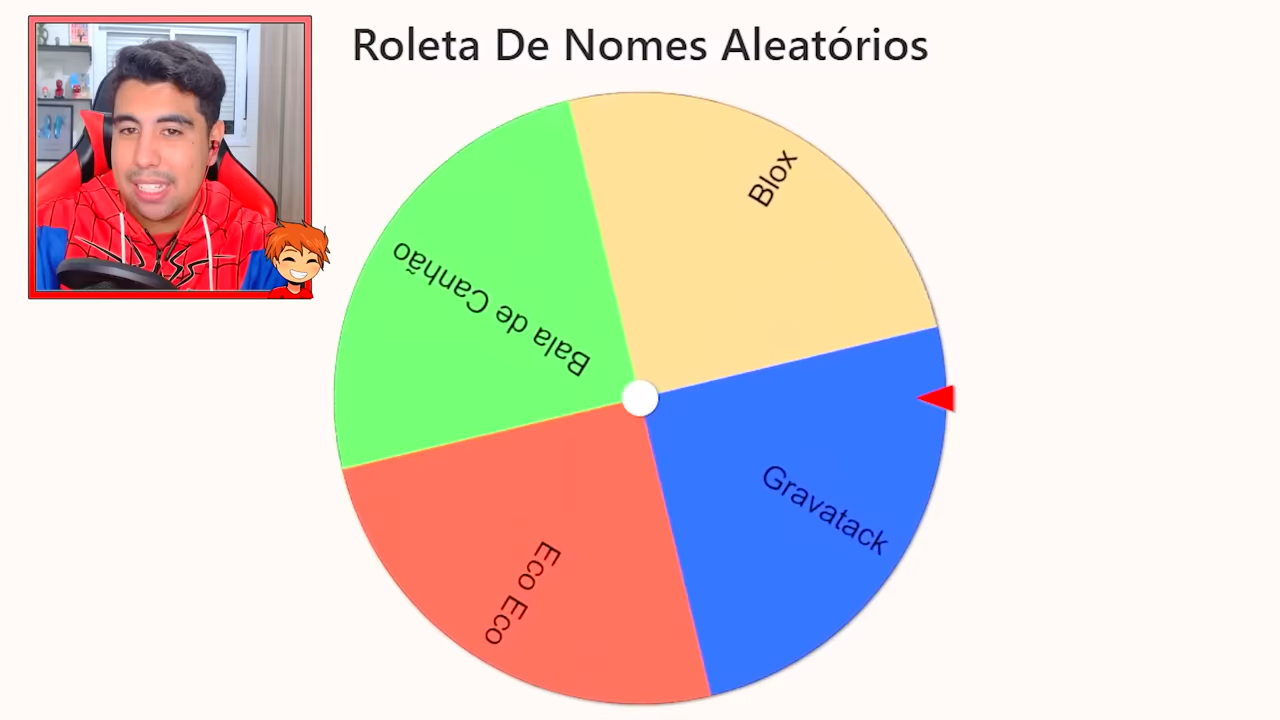 Roleta De Nomes Aleatórios
Blox
Bala de Canhão
Gravatack
Eco Eco